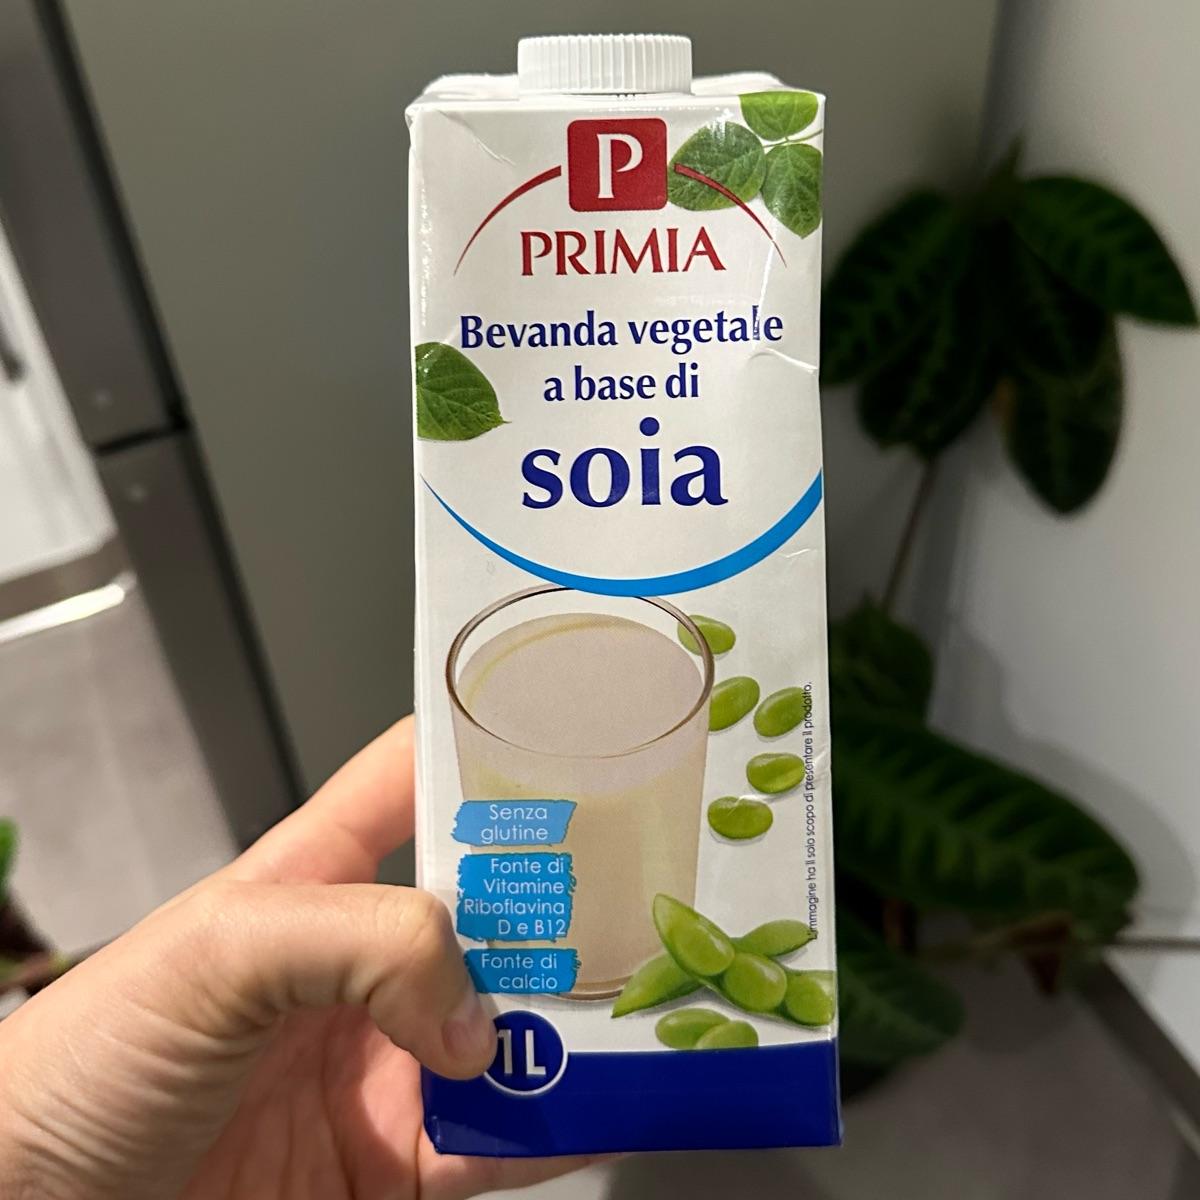 P
PRIMIA
Bevanda vegetale
a base di
soia
Senza
glutine
Fonte di
Vitamine
Riboflavina
D e B12
Fonte di
calcio
1L
L'immagine ha il solo scopo di presentare il prodotto.